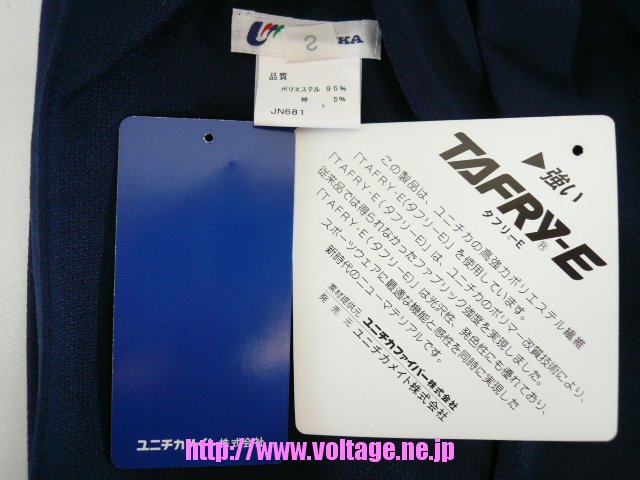 KA
S
品質
ポリエステル 95%
綿 5%
JN681
▶強い
TAFRY-E®
タフリーE
この製品は、ユニチカの高強力ポリエステル繊維
「TAFRY-E(タフリーE)」を使用しています。
「TAFRY-E(タフリーE)」は、ユニチカのポリマー改質技術により、
従来品では得られなかったファブリック強度を実現しました。
「TAFRY-E(タフリーE)」は光沢性、発色性にも優れており、
スポーツウェアに最適な機能と感性を同時に実現した
新時代のニューマテリアルです。
素材提供元 ユニチカファイバー株式会社
発売元 ユニチカメイト株式会社
ユニチカメイト株式会社
http://www.voltage.ne.jp